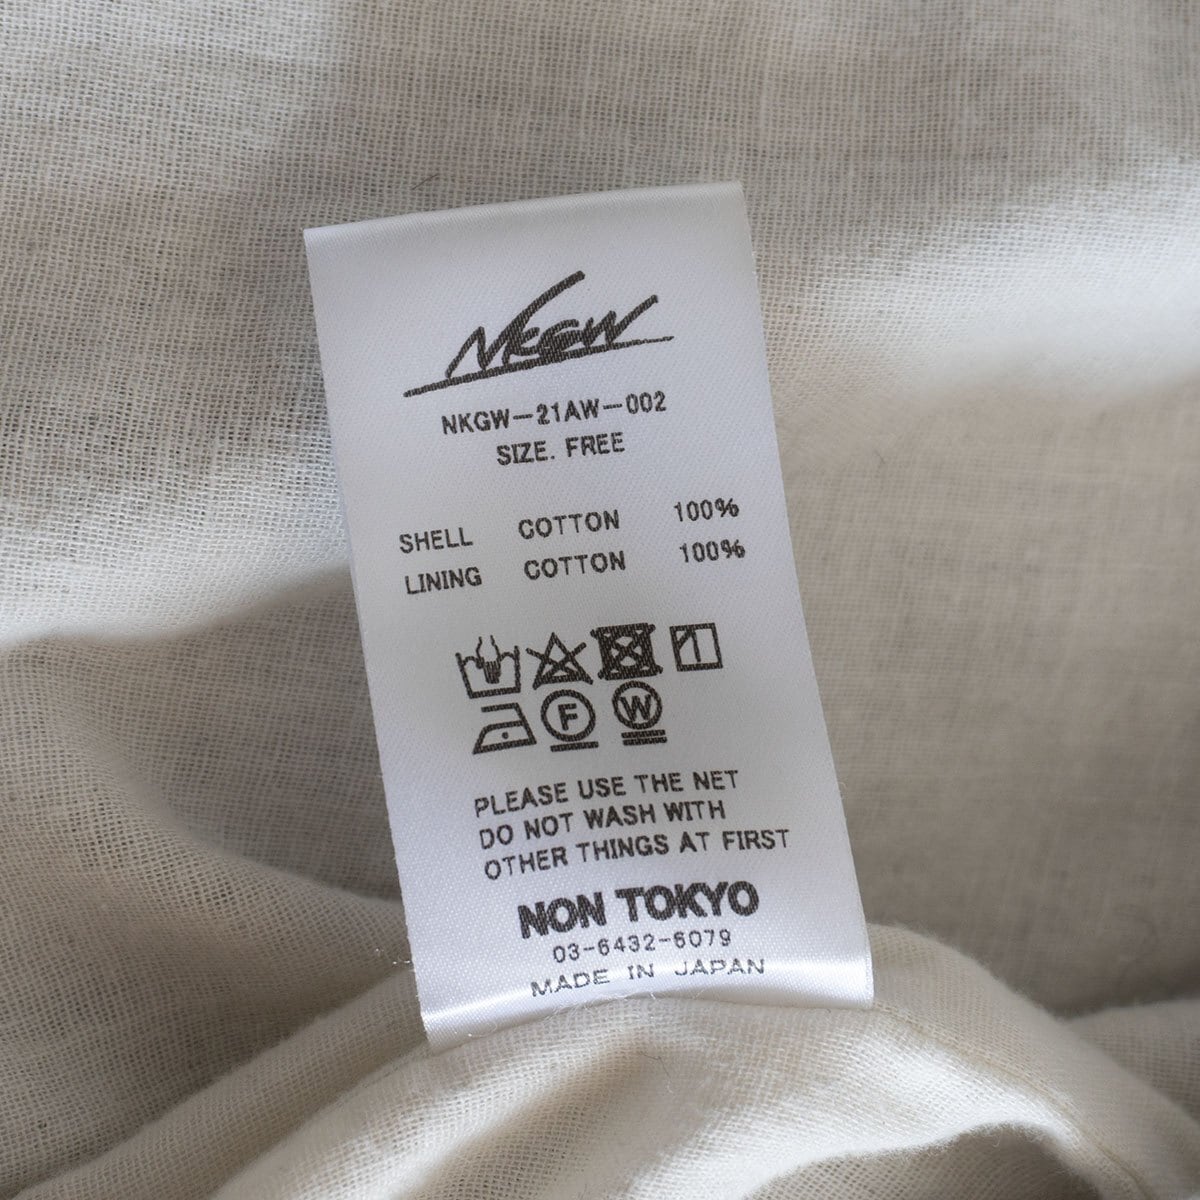 NKGW
NKGW-21AW-002
SIZE. FREE
SHELL COTTON 100%
LINING COTTON 100%
F W
PLEASE USE THE NET
DO NOT WASH WITH
OTHER THINGS AT FIRST
NON TOKYO
03-6432-6079
MADE IN JAPAN